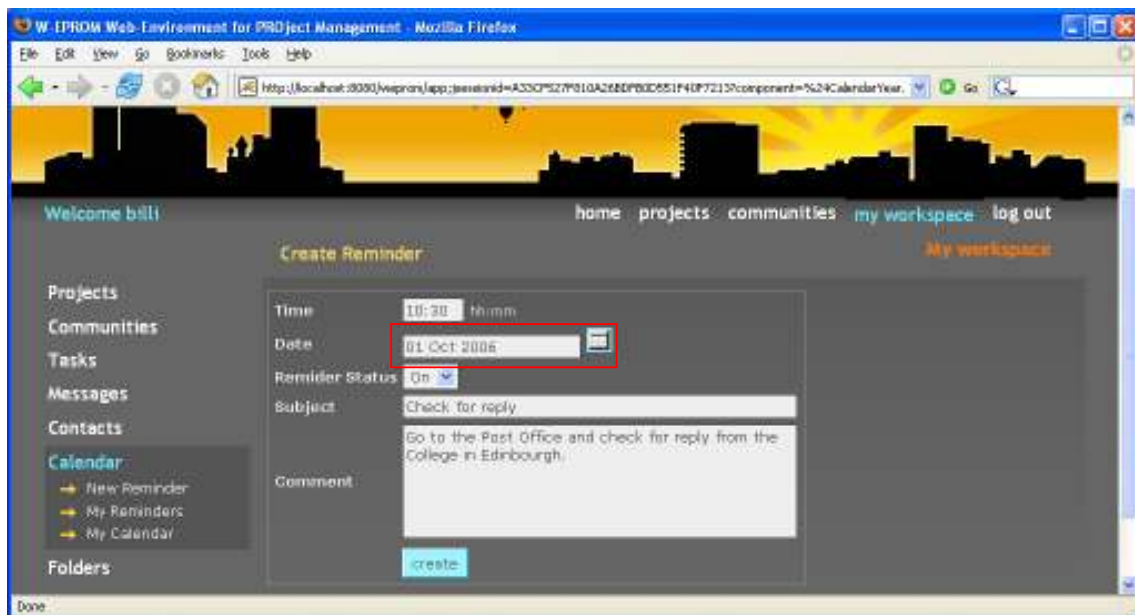 W-EPROM Web-Environment for PROject Management - Mozilla Firefox
File Edit View Go Bookmarks Tools Help
Go
Welcome billi
home projects communities my workspace log out
Create Reminder
My workspace
Projects
Communities
Tasks
Messages
Contacts
Calendar
New Reminder
My Reminders
My Calendar
Folders
Time 10:30 hh:mm
Date 01 Oct 2006
Remider Status On
Subject Check for reply
Comment Go to the Post Office and check for reply from the
College in Edinbourgh.
create
Done